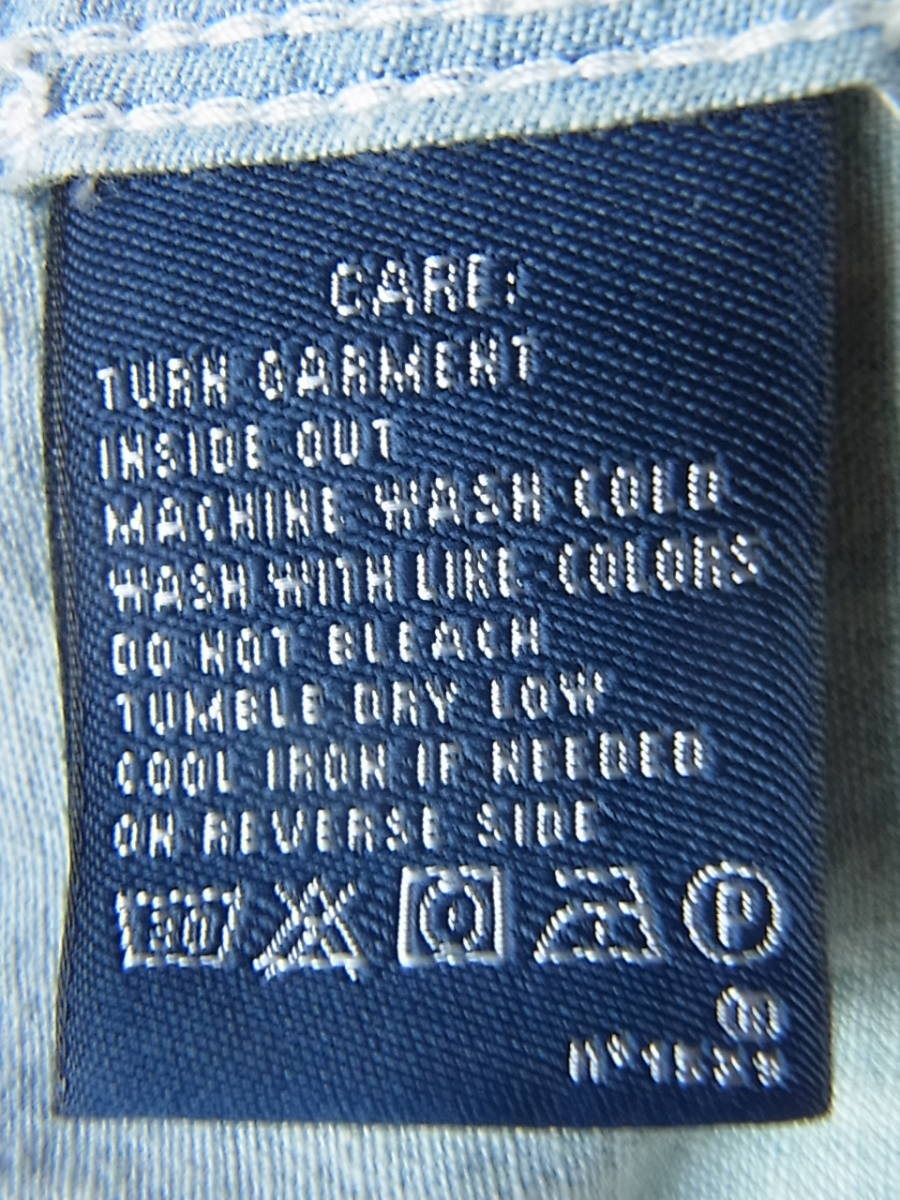 CARE:
TURN GARMENT
INSIDE OUT
MACHINE WASH COLD
WASH WITH LIKE COLORS
DO NOT BLEACH
TUMBLE DRY LOW
COOL IRON IF NEEDED
ON REVERSE SIDE
30 P